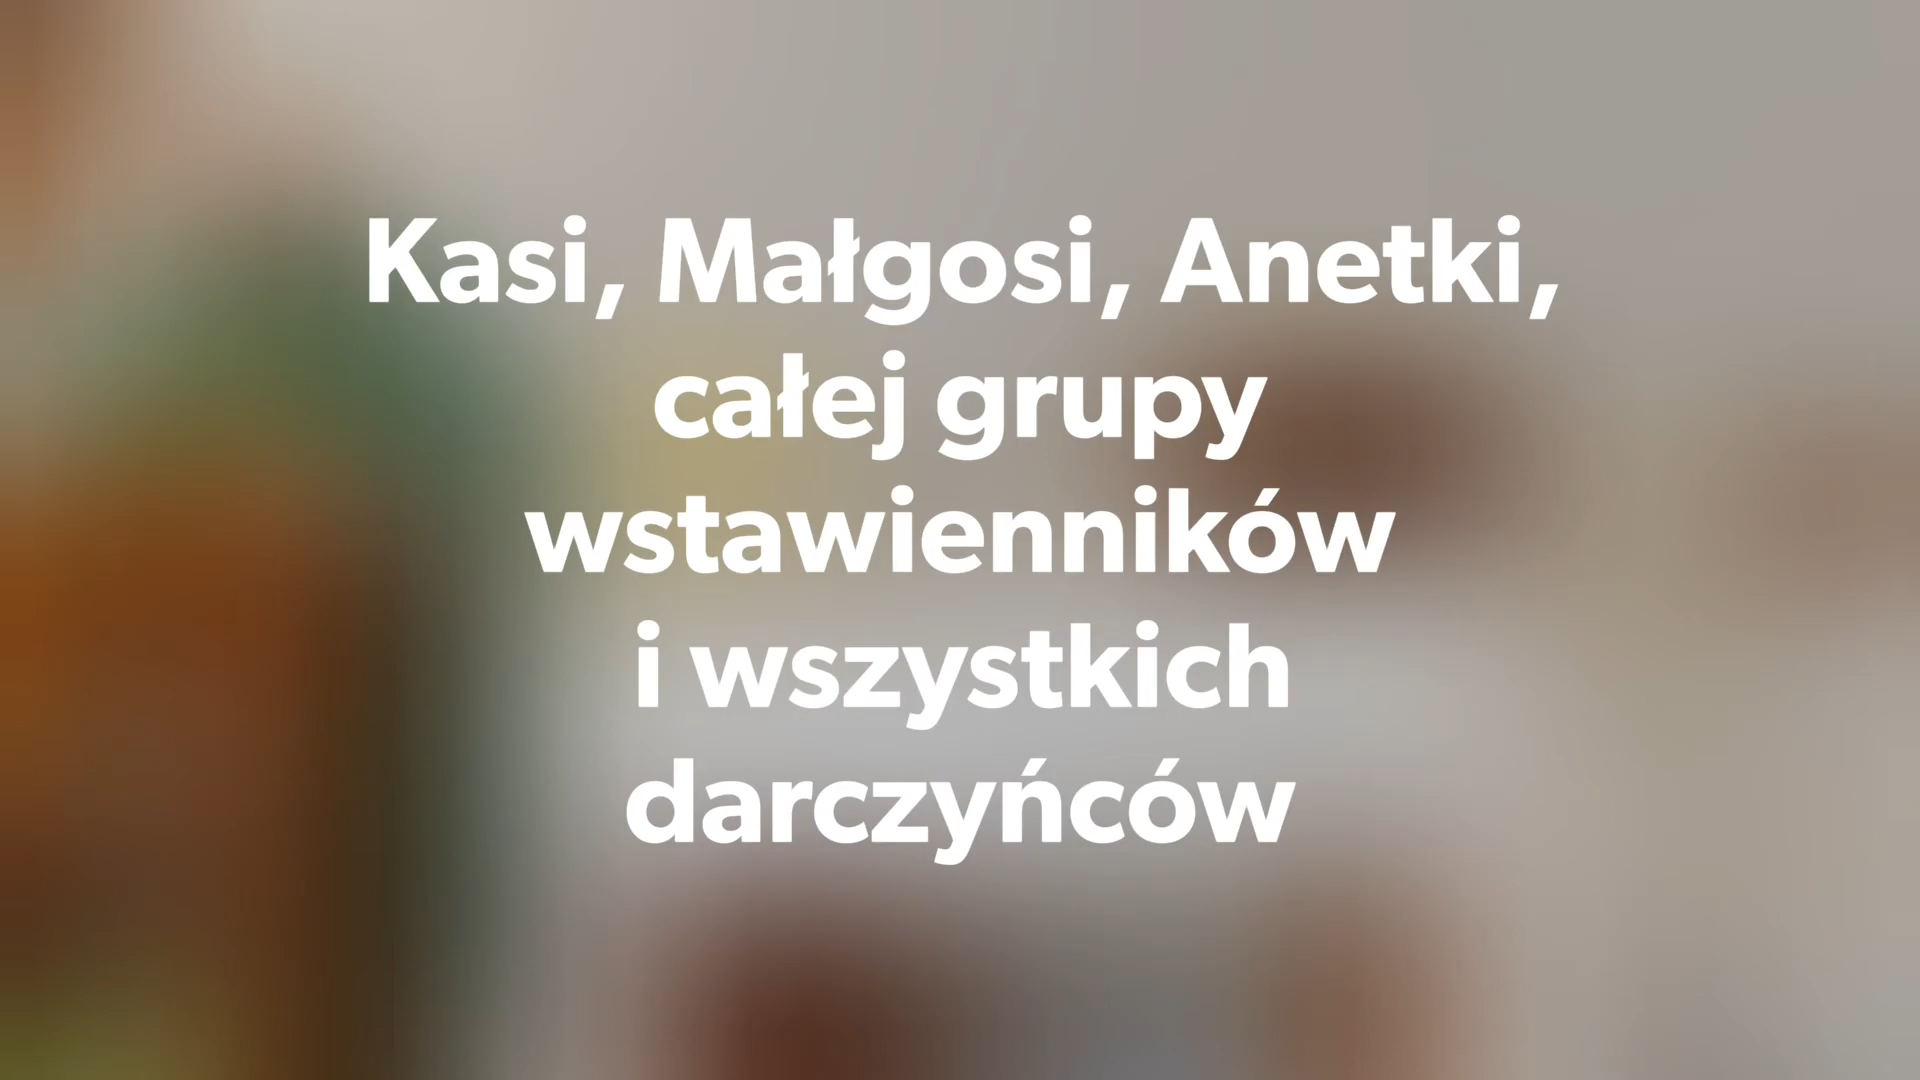 Kasi, Małgosi, Anetki,
całej grupy
wstawienników
i wszystkich
darczyńców